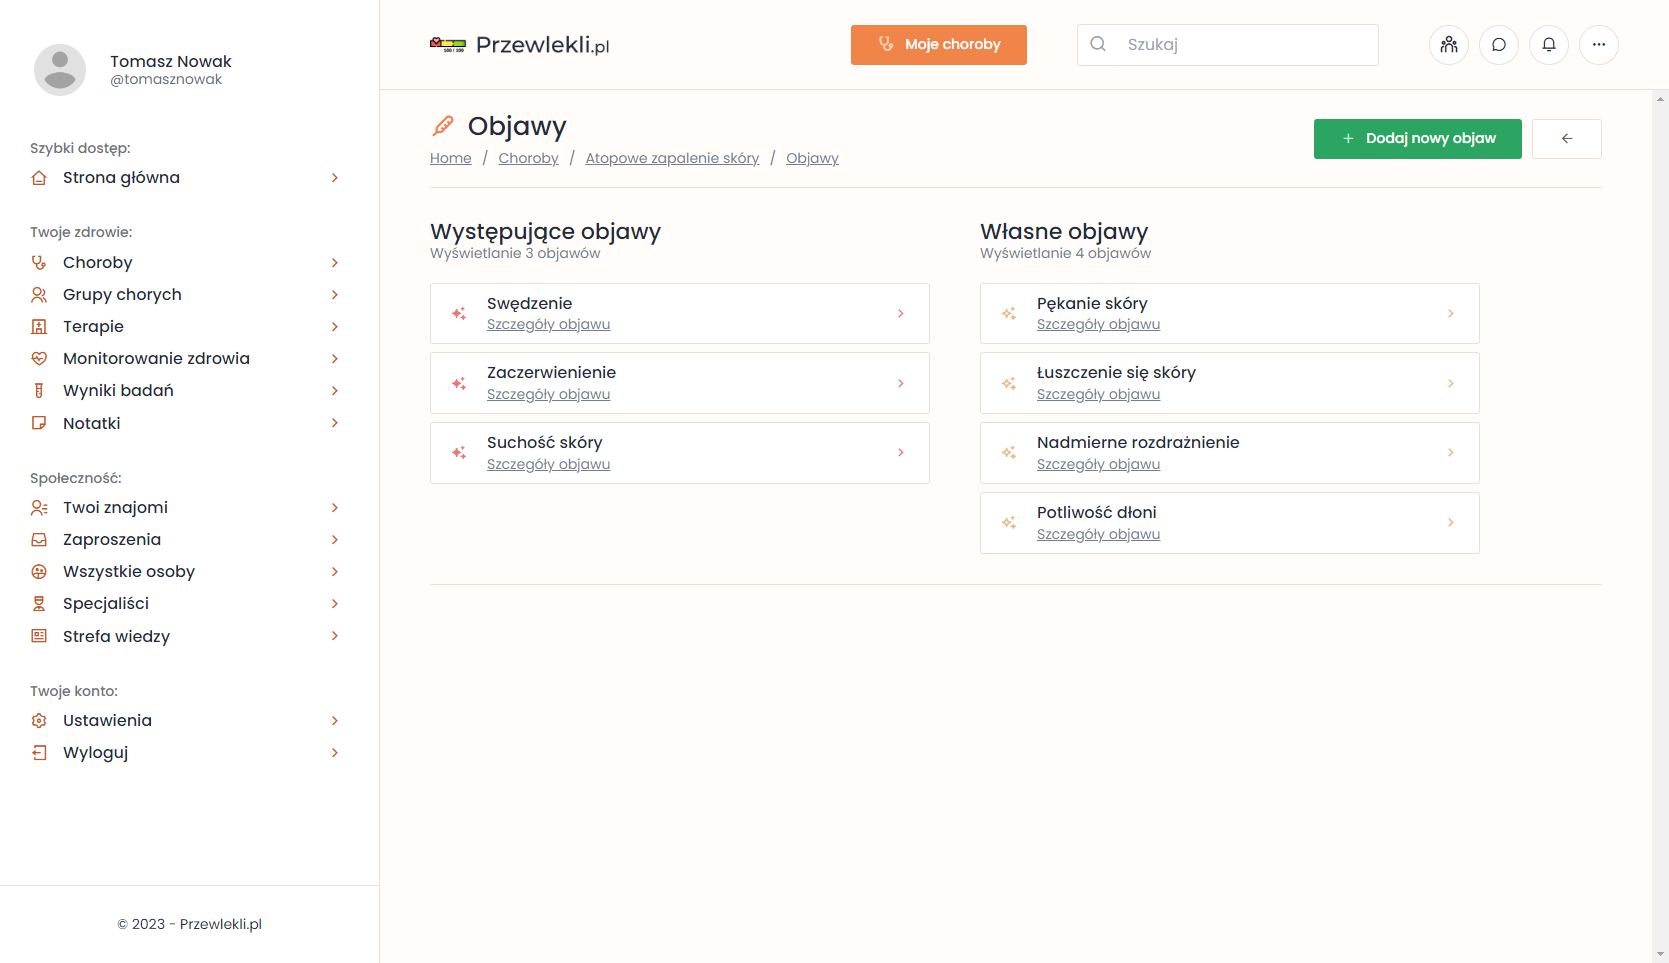 Tomasz Nowak
@tomasznowak
Szybki dostęp:
Strona główna
Twoje zdrowie:
Choroby
Grupy chorych
Terapie
Monitorowanie zdrowia
Wyniki badań
Notatki
Społeczność:
Twoi znajomi
Zaproszenia
Wszystkie osoby
Specjaliści
Strefa wiedzy
Twoje konto:
Ustawienia
Wyloguj
© 2023 - Przewlekli.pl
100 / 100
Przewlekli.pl
Moje choroby
Szukaj
Objawy
Home / Choroby / Atopowe zapalenie skóry / Objawy
+ Dodaj nowy objaw
Występujące objawy
Wyświetlanie 3 objawów
Swędzenie
Szczegóły objawu
Zaczerwienienie
Szczegóły objawu
Suchość skóry
Szczegóły objawu
Własne objawy
Wyświetlanie 4 objawów
Pękanie skóry
Szczegóły objawu
Łuszczenie się skóry
Szczegóły objawu
Nadmierne rozdrażnienie
Szczegóły objawu
Potliwość dłoni
Szczegóły objawu